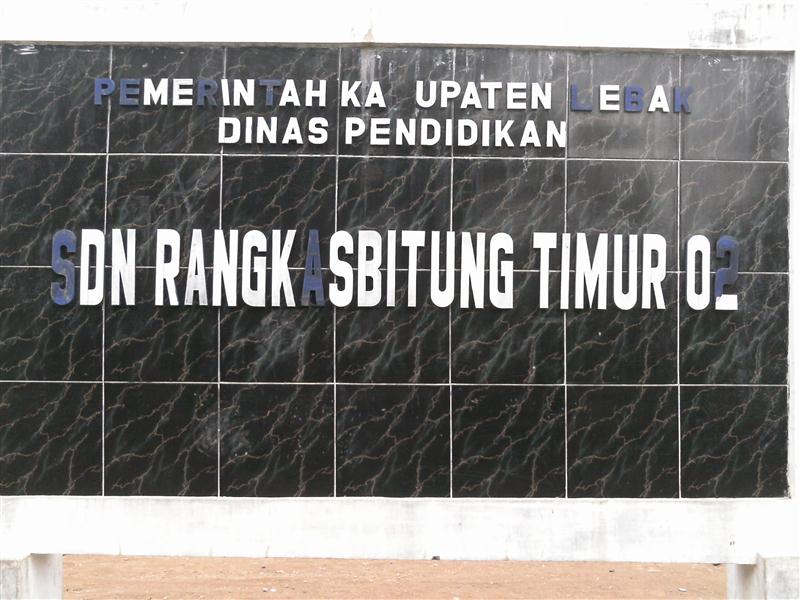 PEMERINTAH KA UPATEN LEBAK
DINAS PENDIDIKAN
SDN RANGKASBITUNG TIMUR 02